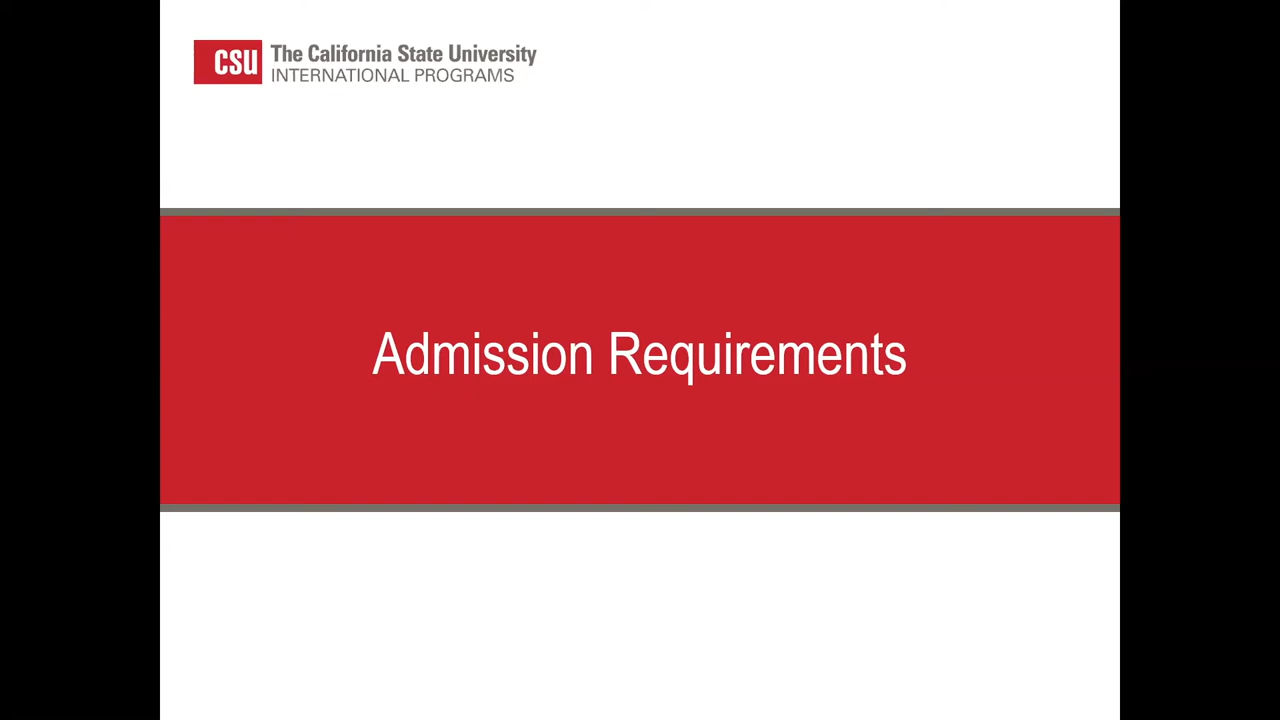 CSU The California State University
INTERNATIONAL PROGRAMS
Admission Requirements